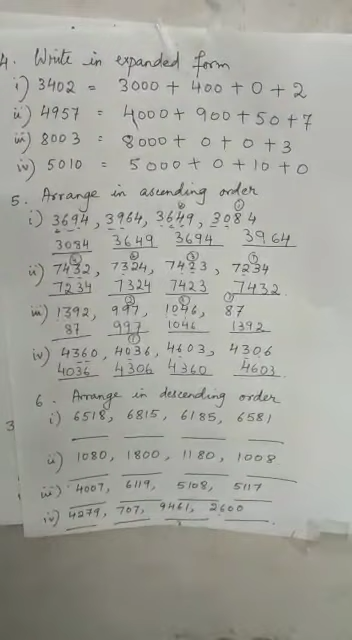 4. Write in expanded form
i) 3402 = 3000 + 400 + 0 + 2
ii) 4957 = 4000 + 900 + 50 + 7
iii) 8003 = 8000 + 0 + 0 + 3
iv) 5010 = 5000 + 0 + 10 + 0
5. Arrange in ascending order
i) 3694, 3964, 3649, 3084
3084 3649 3694 3964
ii) 7432, 7324, 7423, 7234
7234 7324 7423 7432.
iii) 1392, 997, 1046, 87
87 997 1046 1392
iv) 4360, 4036, 4603, 4306
4036 4306 4360 4603.
6. Arrange in descending order
i) 6518, 6815, 6185, 6581
ii) 1080, 1800, 1180, 1008
iii) 4007, 6119, 5108, 5117
iv) 4279, 707, 9461, 2600